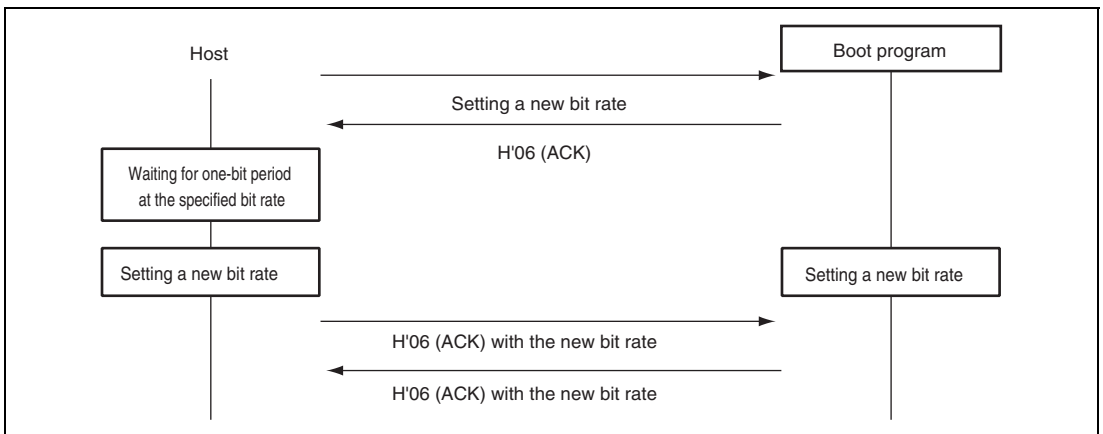 Host
Boot program
Setting a new bit rate
H'06 (ACK)
Waiting for one-bit period
at the specified bit rate
Setting a new bit rate
Setting a new bit rate
H'06 (ACK) with the new bit rate
H'06 (ACK) with the new bit rate